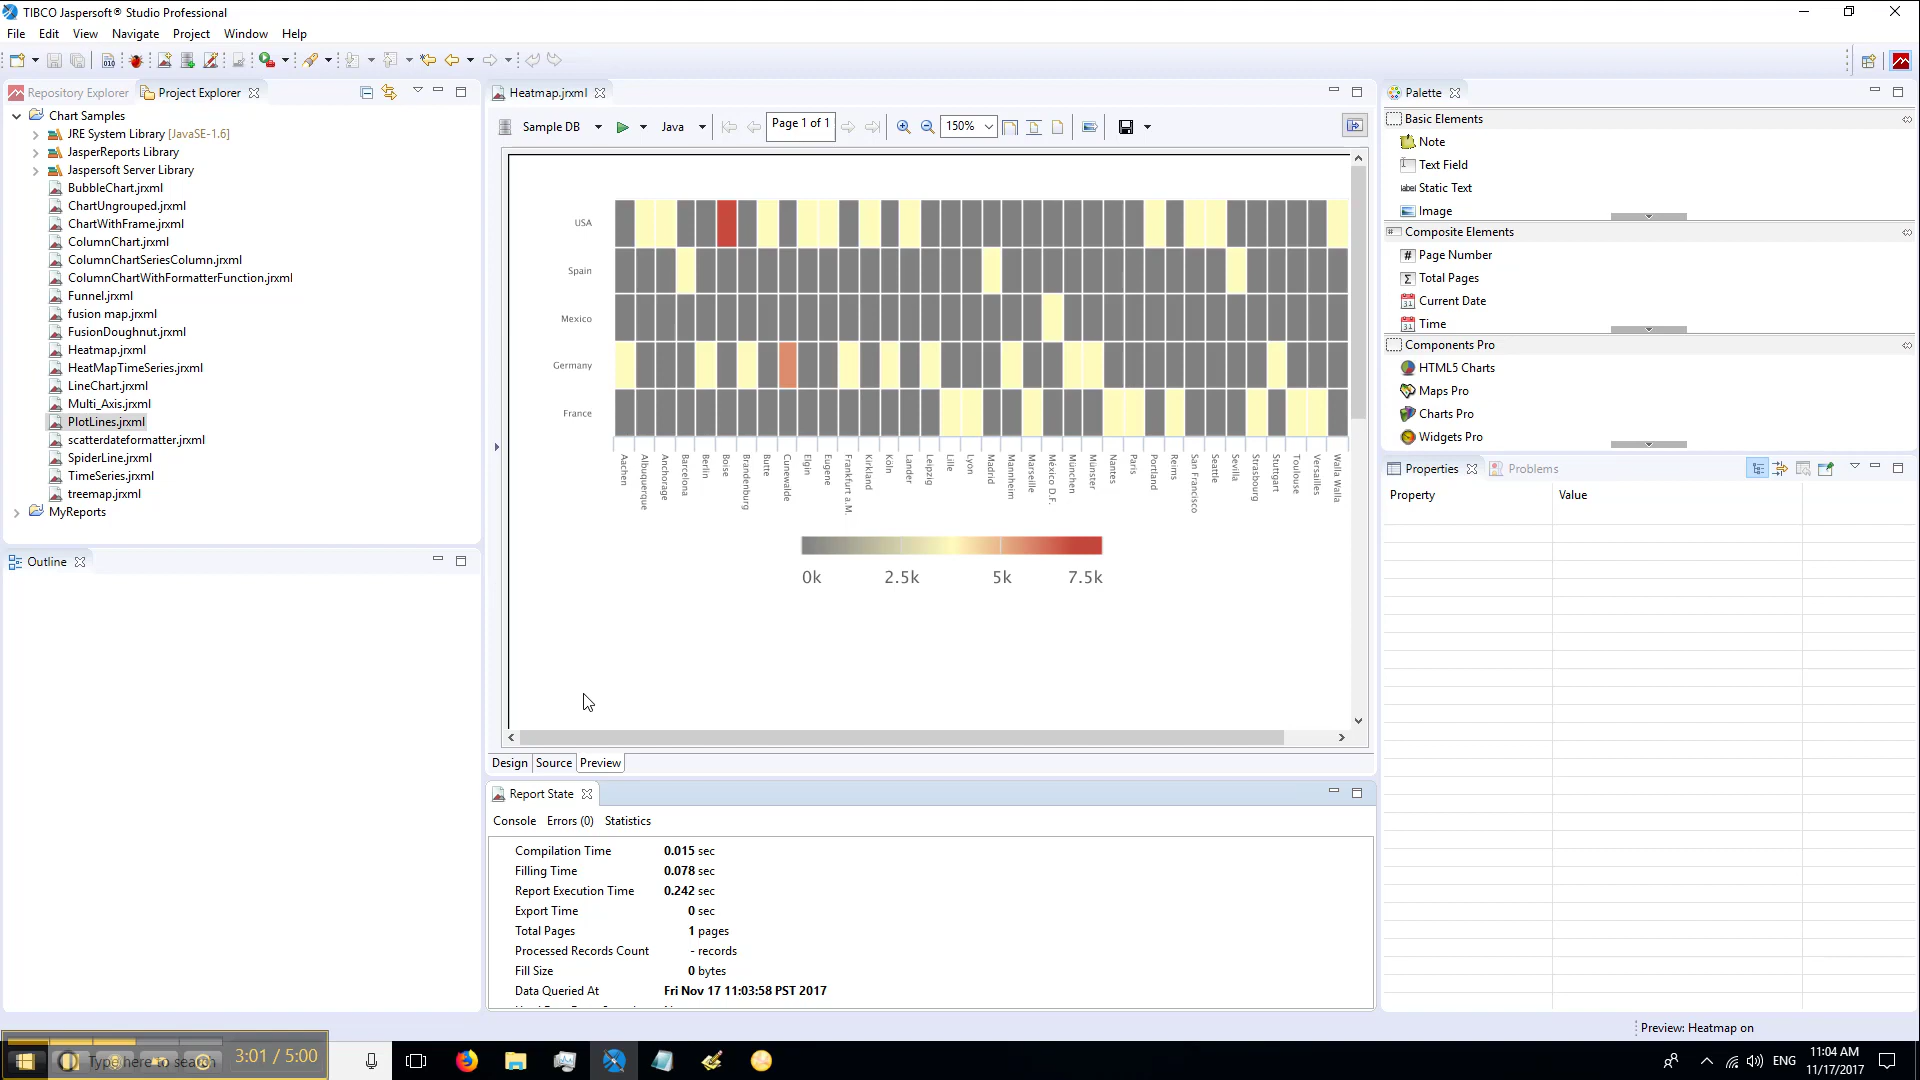 TIBCO Jaspersoft® Studio Professional
File Edit View Navigate Project Window Help
Repository Explorer Project Explorer
Chart Samples
JRE System Library [JavaSE-1.6]
JasperReports Library
Jaspersoft Server Library
BubbleChart.jrxml
ChartUngrouped.jrxml
ChartWithFrame.jrxml
ColumnChart.jrxml
ColumnChartSeriesColumn.jrxml
ColumnChartWithFormatterFunction.jrxml
Funnel.jrxml
fusion map.jrxml
FusionDoughnut.jrxml
Heatmap.jrxml
HeatMapTimeSeries.jrxml
LineChart.jrxml
Multi_Axis.jrxml
PlotLines.jrxml
scatterdateformatter.jrxml
SpiderLine.jrxml
TimeSeries.jrxml
treemap.jrxml
MyReports
Outline
Heatmap.jrxml
Sample DB Java Page 1 of 1 150%
USA
Spain
Mexico
Germany
France
Aachen
Albuquerque
Anchorage
Barcelona
Berlin
Boise
Brandenburg
Butte
Cunewalde
Elgin
Eugene
Frankfurt a.M.
Kirkland
Köln
Lander
Leipzig
Lille
Lyon
Madrid
Mannheim
Marseille
México D.F.
München
Münster
Nantes
Paris
Portland
Reims
San Francisco
Seattle
Sevilla
Strasbourg
Stuttgart
Toulouse
Versailles
Walla Walla
0k 2.5k 5k 7.5k
Design Source Preview
Report State
Console Errors (0) Statistics
Compilation Time 0.015 sec
Filling Time 0.078 sec
Report Execution Time 0.242 sec
Export Time 0 sec
Total Pages 1 pages
Processed Records Count - records
Fill Size 0 bytes
Data Queried At Fri Nov 17 11:03:58 PST 2017
Palette
Basic Elements
Note
Text Field
label Static Text
Image
Composite Elements
# Page Number
Σ Total Pages
31 Current Date
31 Time
Components Pro
HTML5 Charts
Maps Pro
Charts Pro
Widgets Pro
Properties Problems
Property Value
Preview: Heatmap on
Type here to search
3:01 / 5:00
ENG
11:04 AM
11/17/2017